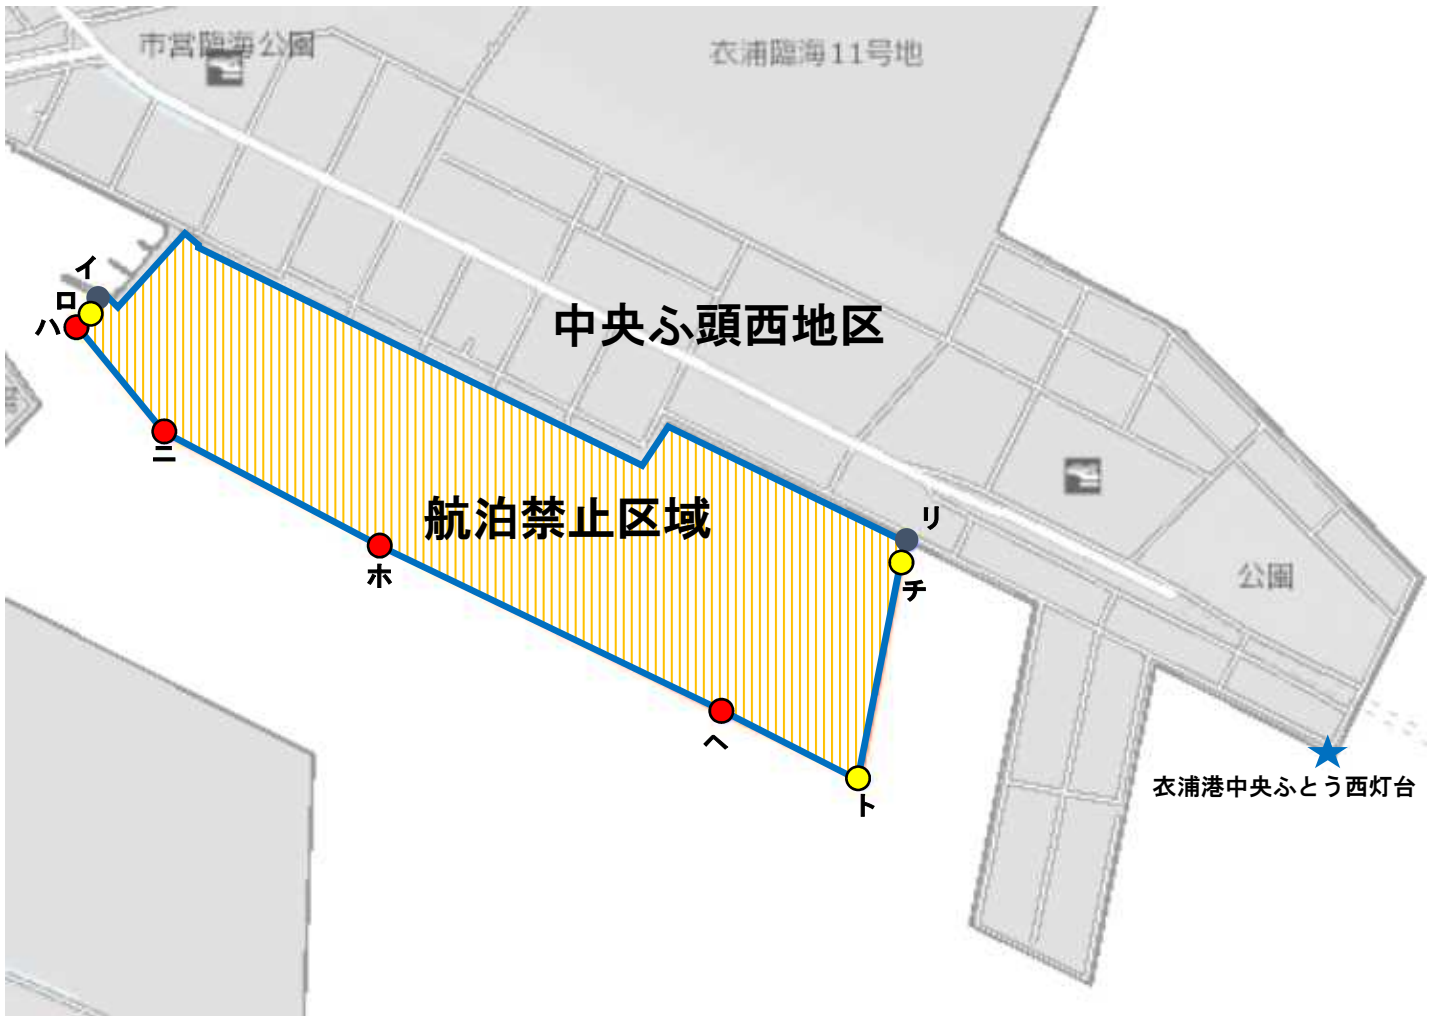 市営臨海公園
衣浦臨海11号地
イ
ロ
ハ
中央ふ頭西地区
ニ
航泊禁止区域
リ
ホ
チ
公園
ヘ
衣浦港中央ふとう西灯台
ト